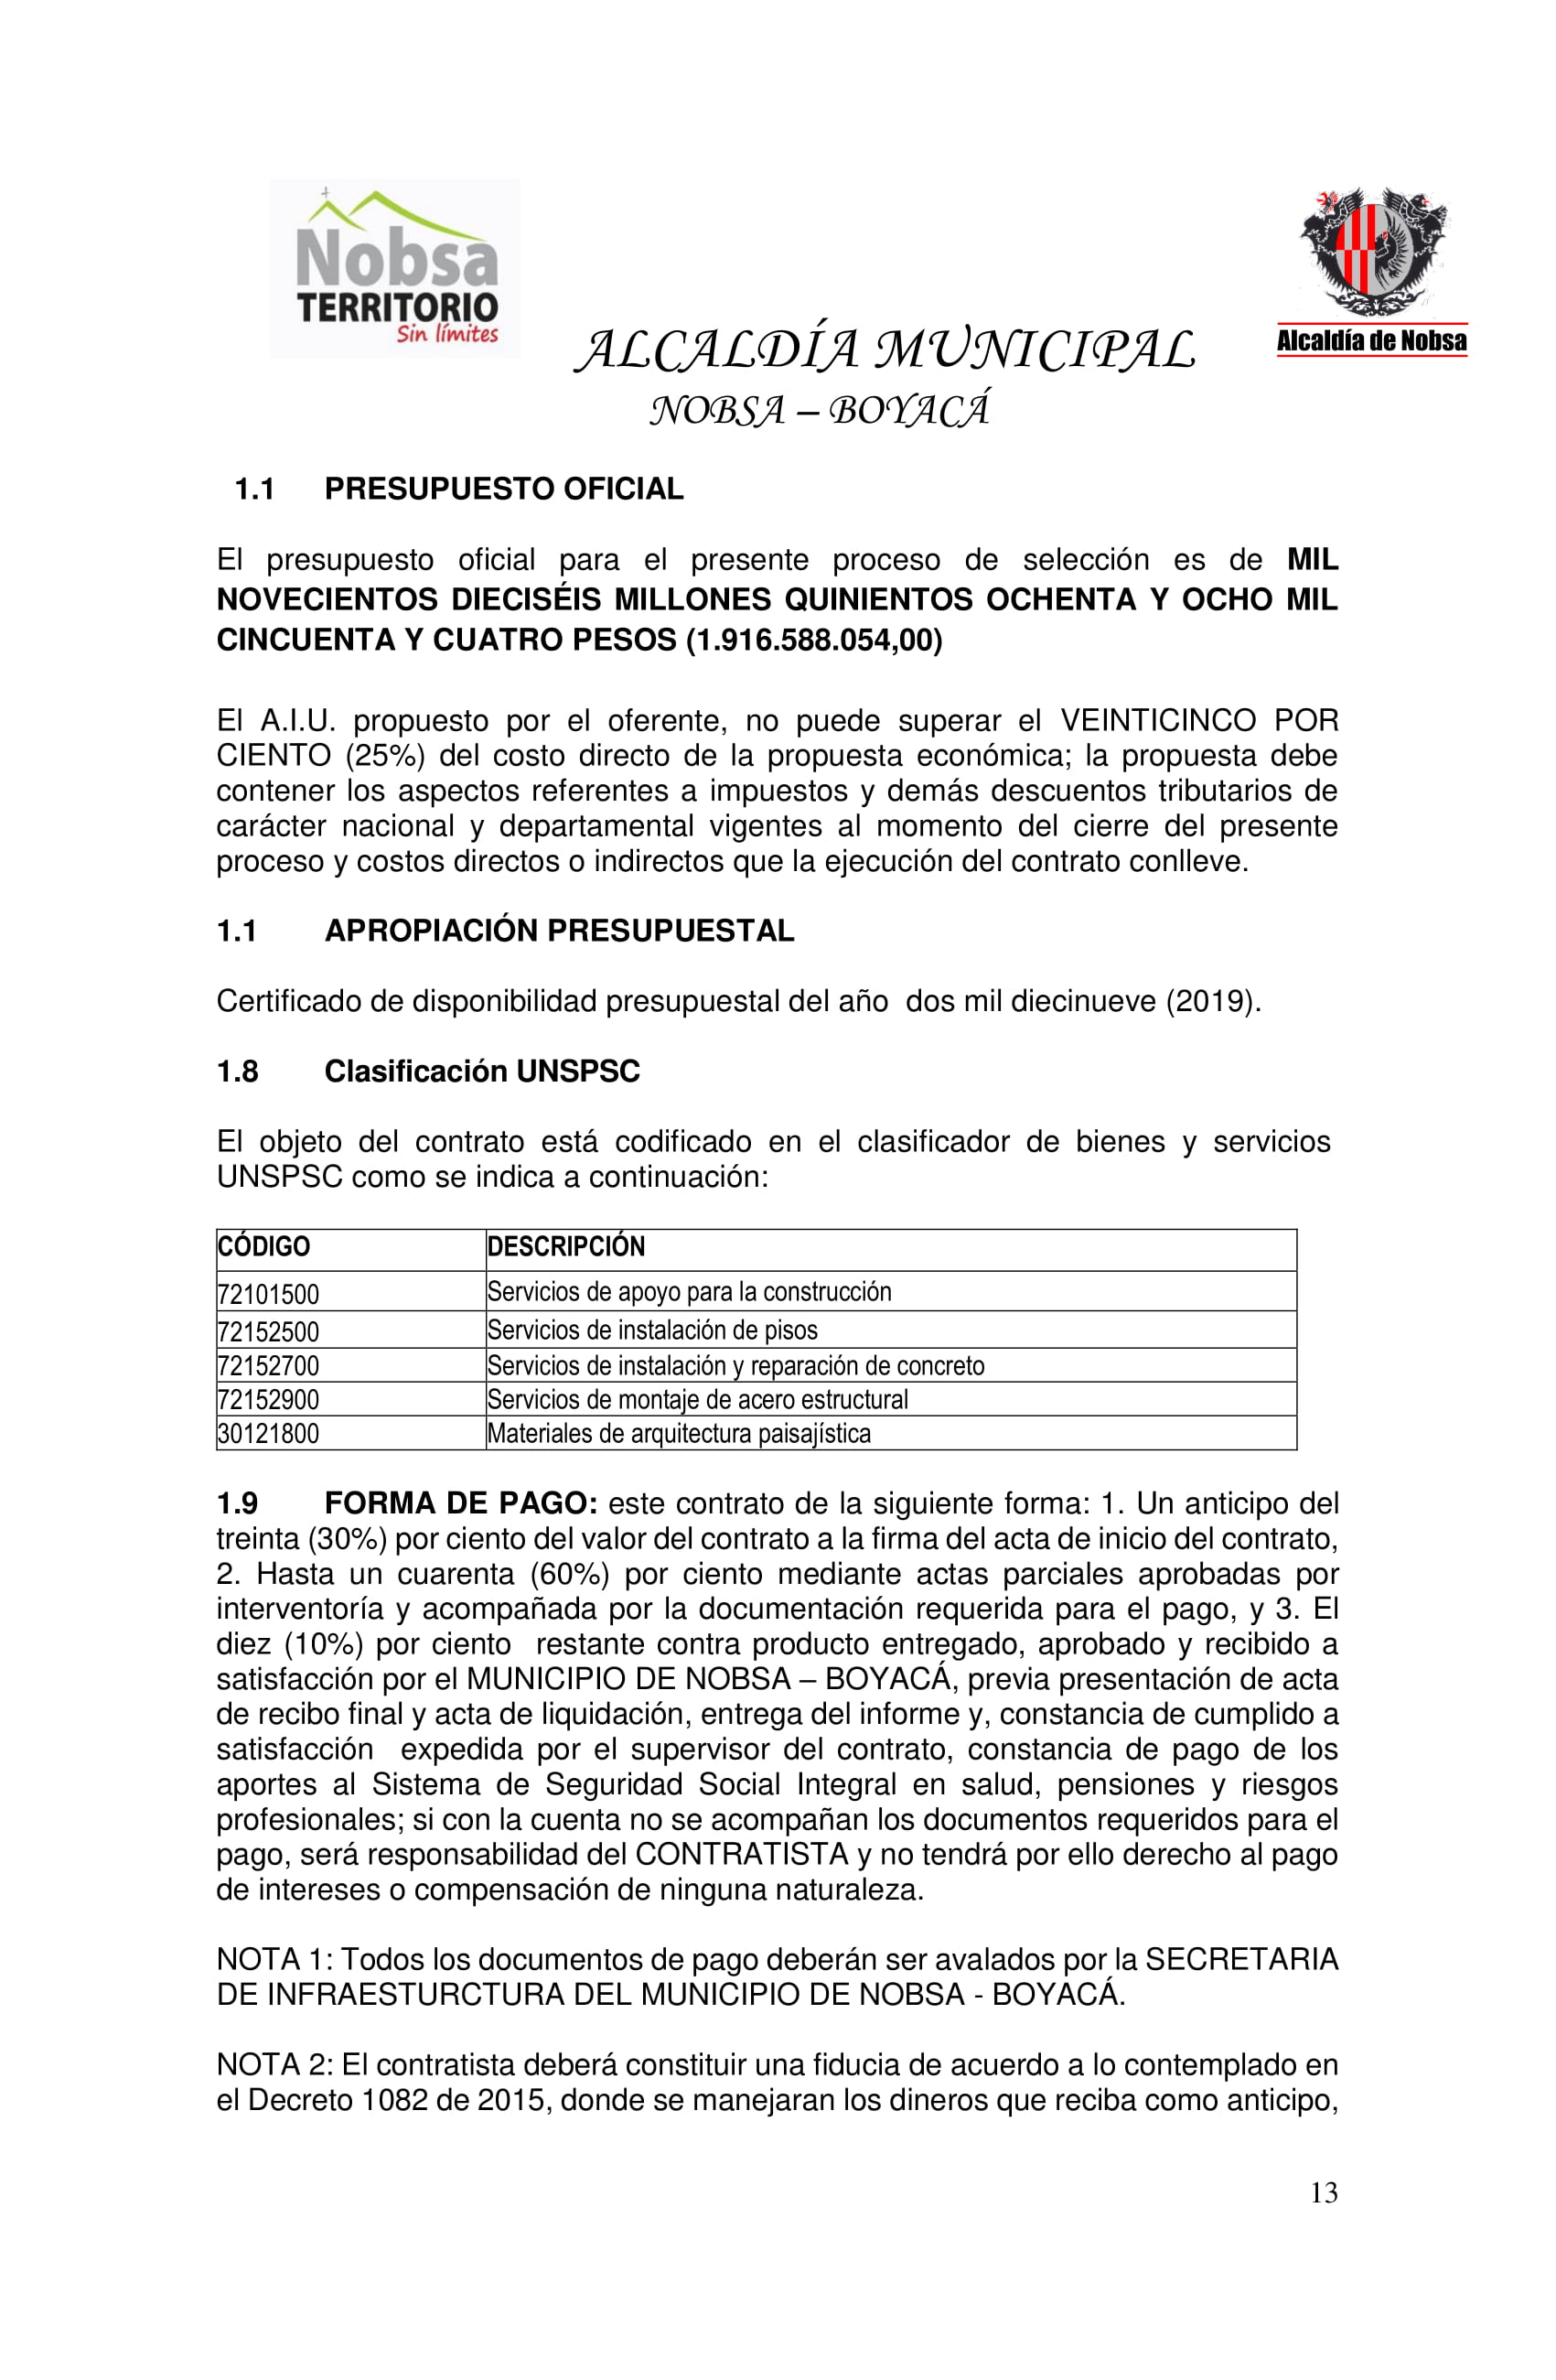 Nobsa
TERRITORIO
Sin límites
Alcaldía de Nobsa
ALCALDÍA MUNICIPAL
NOBSA – BOYACÁ
1.1 PRESUPUESTO OFICIAL
El presupuesto oficial para el presente proceso de selección es de MIL
NOVECIENTOS DIECISÉIS MILLONES QUINIENTOS OCHENTA Y OCHO MIL
CINCUENTA Y CUATRO PESOS (1.916.588.054,00)
El A.I.U. propuesto por el oferente, no puede superar el VEINTICINCO POR
CIENTO (25%) del costo directo de la propuesta económica; la propuesta debe
contener los aspectos referentes a impuestos y demás descuentos tributarios de
carácter nacional y departamental vigentes al momento del cierre del presente
proceso y costos directos o indirectos que la ejecución del contrato conlleve.
1.1 APROPIACIÓN PRESUPUESTAL
Certificado de disponibilidad presupuestal del año  dos mil diecinueve (2019).
1.8 Clasificación UNSPSC
El objeto del contrato está codificado en el clasificador de bienes y servicios
UNSPSC como se indica a continuación:
CÓDIGO DESCRIPCIÓN
72101500 Servicios de apoyo para la construcción
72152500 Servicios de instalación de pisos
72152700 Servicios de instalación y reparación de concreto
72152900 Servicios de montaje de acero estructural
30121800 Materiales de arquitectura paisajística
1.9 FORMA DE PAGO: este contrato de la siguiente forma: 1. Un anticipo del
treinta (30%) por ciento del valor del contrato a la firma del acta de inicio del contrato,
2. Hasta un cuarenta (60%) por ciento mediante actas parciales aprobadas por
interventoría y acompañada por la documentación requerida para el pago, y 3. El
diez (10%) por ciento  restante contra producto entregado, aprobado y recibido a
satisfacción por el MUNICIPIO DE NOBSA – BOYACÁ, previa presentación de acta
de recibo final y acta de liquidación, entrega del informe y, constancia de cumplido a
satisfacción  expedida por el supervisor del contrato, constancia de pago de los
aportes al Sistema de Seguridad Social Integral en salud, pensiones y riesgos
profesionales; si con la cuenta no se acompañan los documentos requeridos para el
pago, será responsabilidad del CONTRATISTA y no tendrá por ello derecho al pago
de intereses o compensación de ninguna naturaleza.
NOTA 1: Todos los documentos de pago deberán ser avalados por la SECRETARIA
DE INFRAESTURCTURA DEL MUNICIPIO DE NOBSA - BOYACÁ.
NOTA 2: El contratista deberá constituir una fiducia de acuerdo a lo contemplado en
el Decreto 1082 de 2015, donde se manejaran los dineros que reciba como anticipo,
13